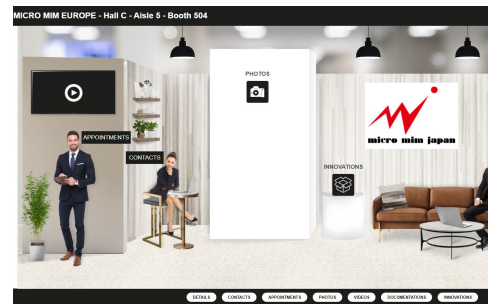 MICRO MIM EUROPE - Hall C - Aisle 5 - Booth 504
PHOTOS
APPOINTMENTS
CONTACTS
micro mim japan
INNOVATIONS
DETAILS
CONTACTS
APPOINTMENTS
PHOTOS
VIDEOS
DOCUMENTATIONS
INNOVATIONS